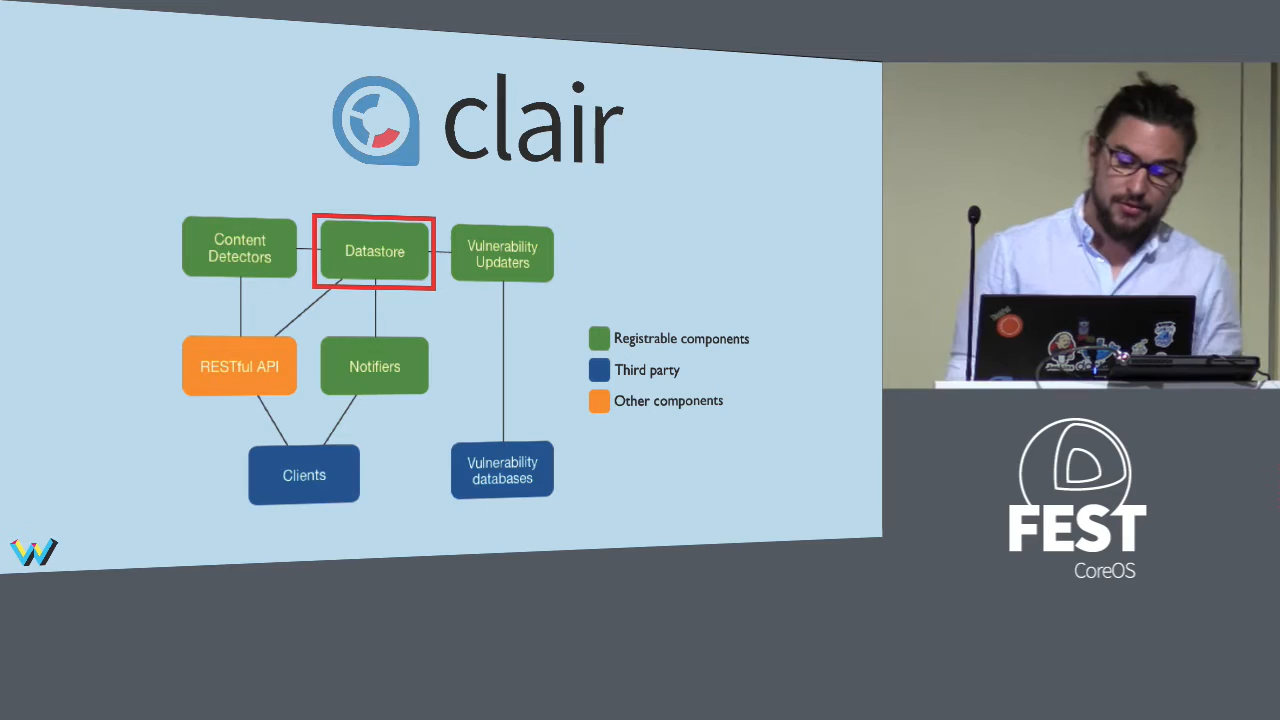 clair
Content
Detectors
Datastore
Vulnerability
Updaters
RESTful API
Notifiers
Registrable components
Third party
Other components
Clients
Vulnerability
databases
FEST
CoreOS